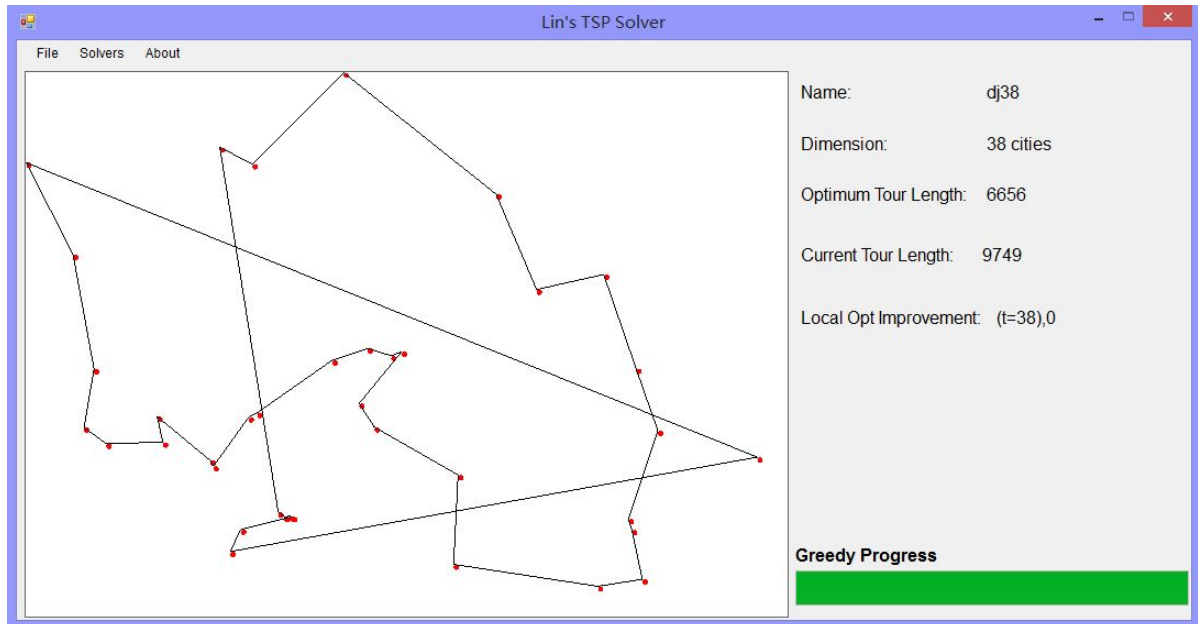 Lin's TSP Solver
File Solvers About
Name: dj38
Dimension: 38 cities
Optimum Tour Length: 6656
Current Tour Length: 9749
Local Opt Improvement: (t=38),0
Greedy Progress